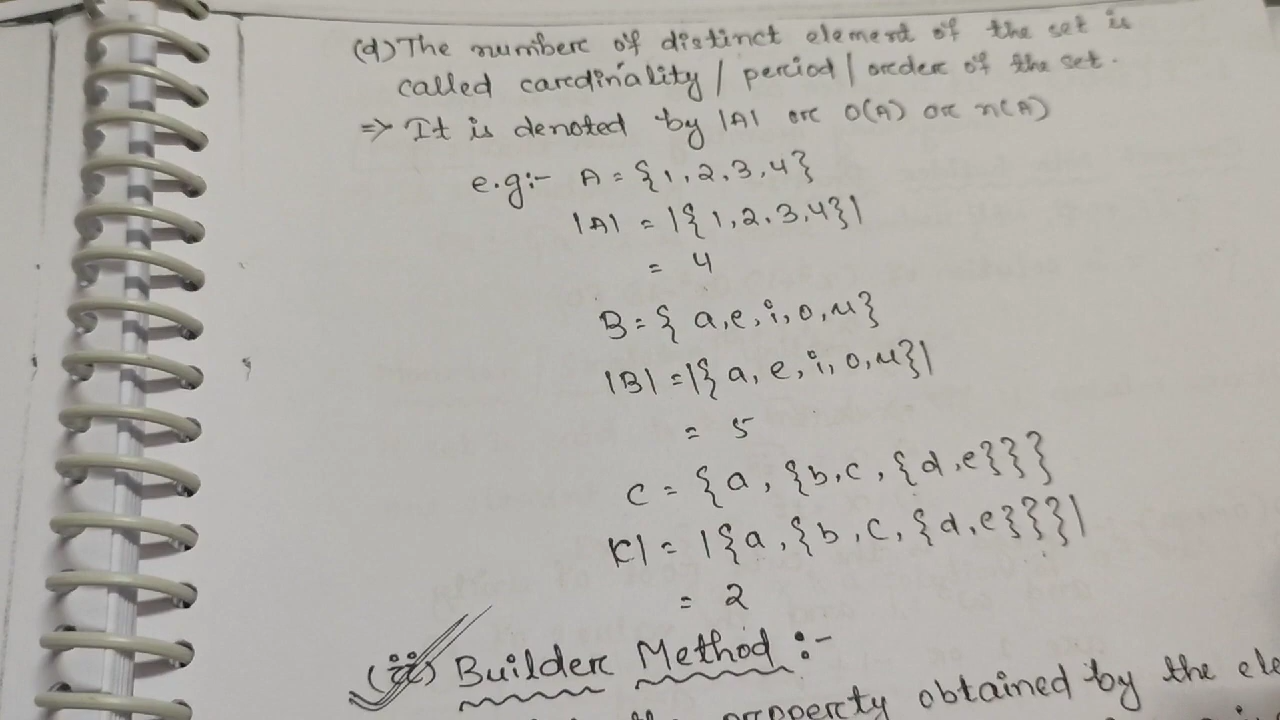 (d) The number of distinct element of the set is
called cardinality / period / order of the set.
=> It is denoted by |A| or O(A) or n(A)
e.g:- A = {1, 2, 3, 4}
|A| = |{1, 2, 3, 4}|
= 4
B = { a, e, i, o, u}
|B| = |{ a, e, i, o, u}|
= 5
C = {a, {b, c, {d, e}}}
|C| = |{a, {b, c, {d, e}}}|
= 2
(ii) Builder Method :-
the property obtained by the ele